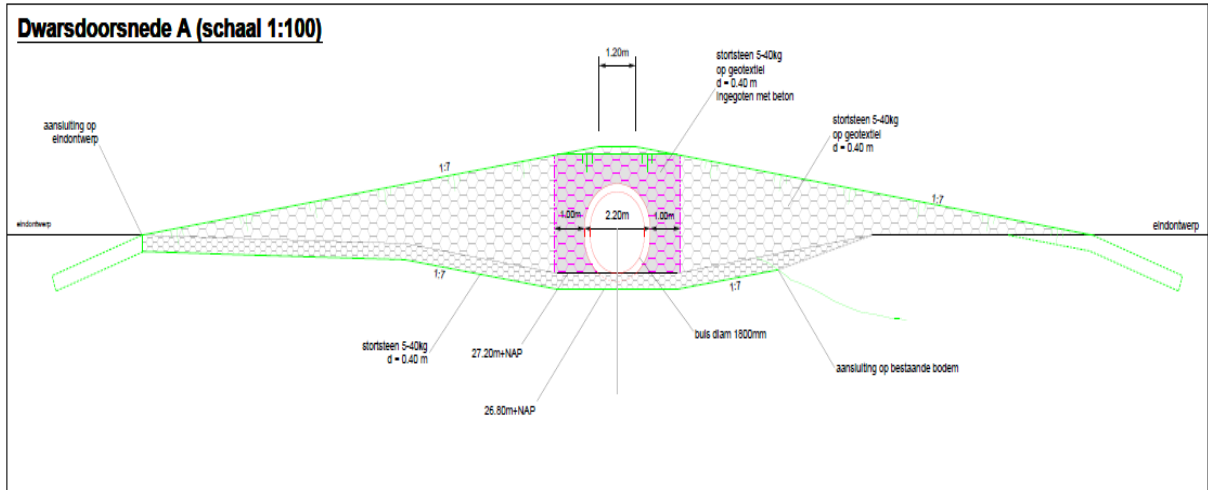 Dwarsdoorsnede A (schaal 1:100)
1.20m
stortsteen 5-40kg
op geotextiel
d = 0.40 m
ingegoten met beton
stortsteen 5-40kg
op geotextiel
d = 0.40 m
aansluiting op
eindontwerp
1:7
1:7
eindontwerp
eindontwerp
1.00m
2.20m
1.00m
1:7
1:7
stortsteen 5-40kg
d = 0.40 m
27.20m+NAP
buis diam 1800mm
aansluiting op bestaande bodem
26.80m+NAP